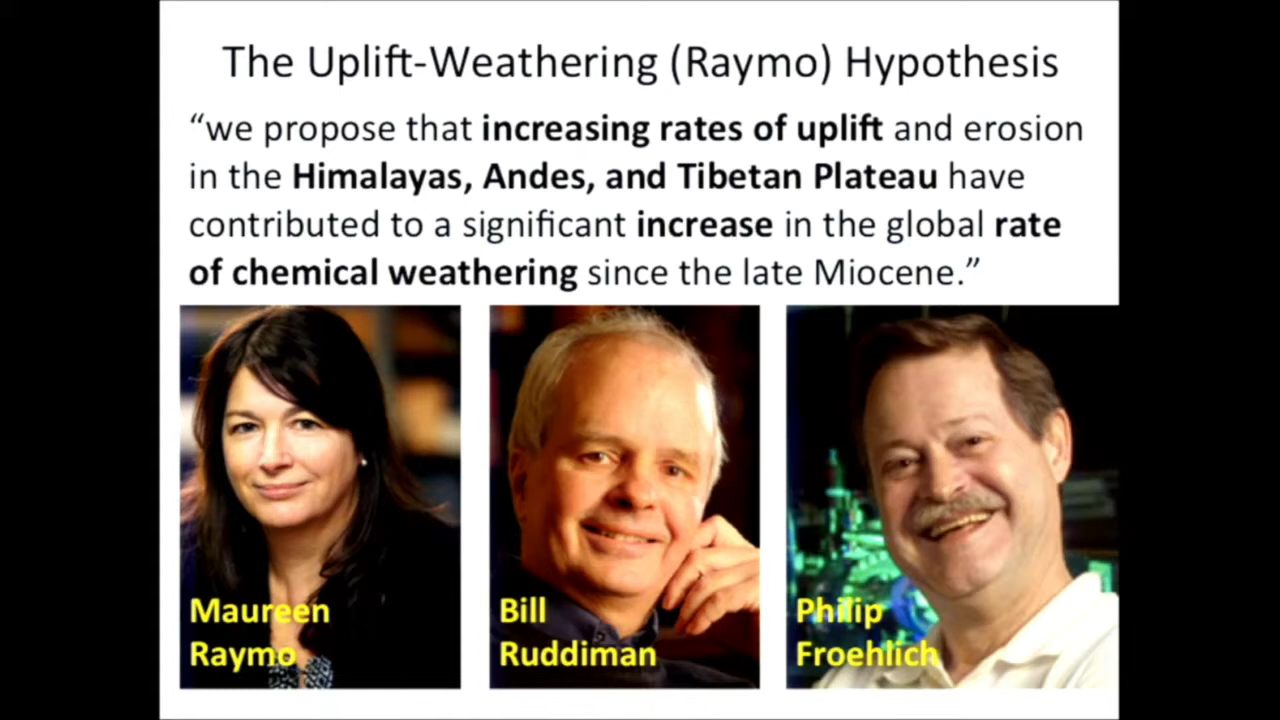 The Uplift-Weathering (Raymo) Hypothesis
“we propose that increasing rates of uplift and erosion
in the Himalayas, Andes, and Tibetan Plateau have
contributed to a significant increase in the global rate
of chemical weathering since the late Miocene.”
Maureen
Raymo
Bill
Ruddiman
Philip
Froehlich